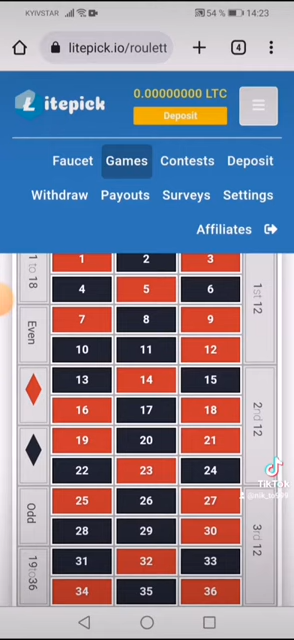 KYIVSTAR 54 % 14:23
litepick.io/roulett 4
Litepick
0.00000000 LTC
Deposit
Faucet Games Contests Deposit
Withdraw Payouts Surveys Settings
Affiliates
1 to 18
1 2 3
4 5 6
1st 12
Even
7 8 9
10 11 12
13 14 15
16 17 18
2nd 12
19 20 21
22 23 24
Odd
25 26 27
28 29 30
3rd 12
19to36
31 32 33
34 35 36
TikTok